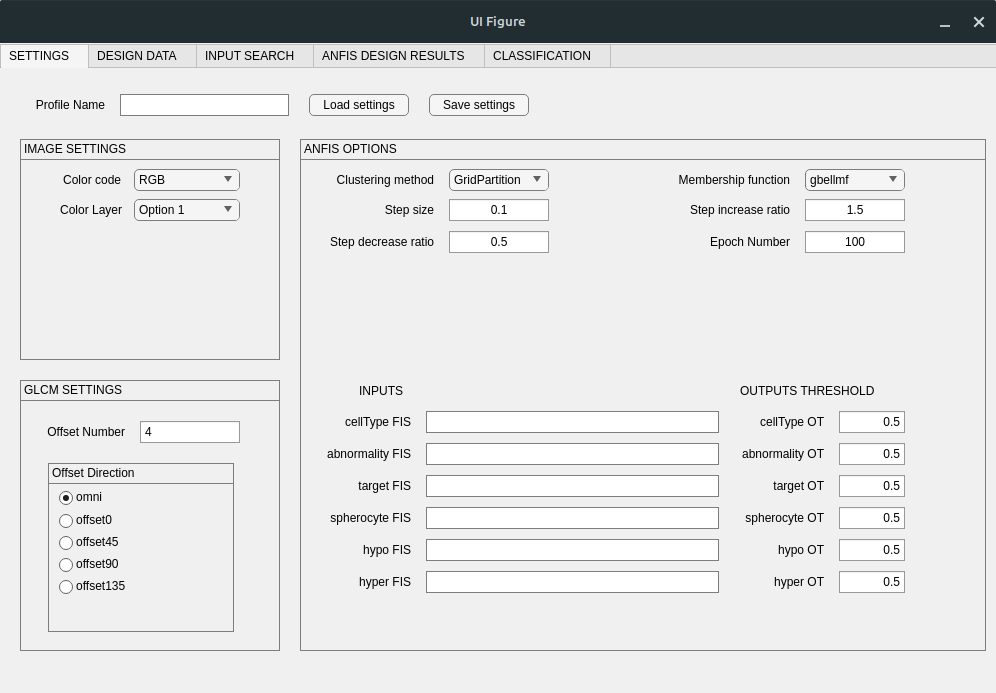 UI Figure
SETTINGS DESIGN DATA INPUT SEARCH ANFIS DESIGN RESULTS CLASSIFICATION
Profile Name Load settings Save settings
IMAGE SETTINGS
Color code RGB
Color Layer Option 1
ANFIS OPTIONS
Clustering method GridPartition Membership function gbellmf
Step size 0.1 Step increase ratio 1.5
Step decrease ratio 0.5 Epoch Number 100
GLCM SETTINGS
Offset Number 4
Offset Direction
omni
offset0
offset45
offset90
offset135
INPUTS OUTPUTS THRESHOLD
cellType FIS cellType OT 0.5
abnormality FIS abnormality OT 0.5
target FIS target OT 0.5
spherocyte FIS spherocyte OT 0.5
hypo FIS hypo OT 0.5
hyper FIS hyper OT 0.5